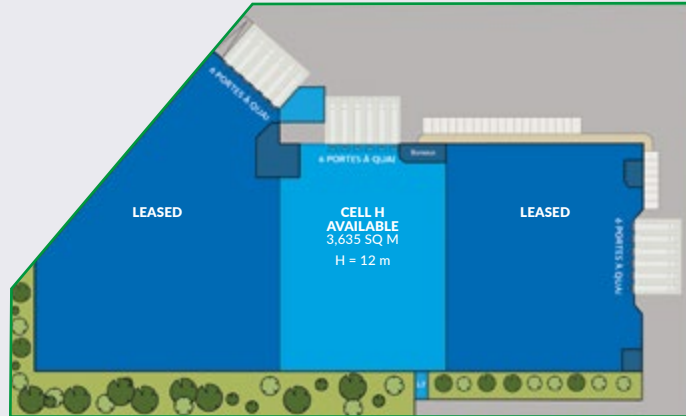 6 PORTES À QUAI
6 PORTES À QUAI
Bureaux
LEASED
CELL H
AVAILABLE
3,635 SQ M
H = 12 m
LEASED
6 PORTES À QUAI
LT